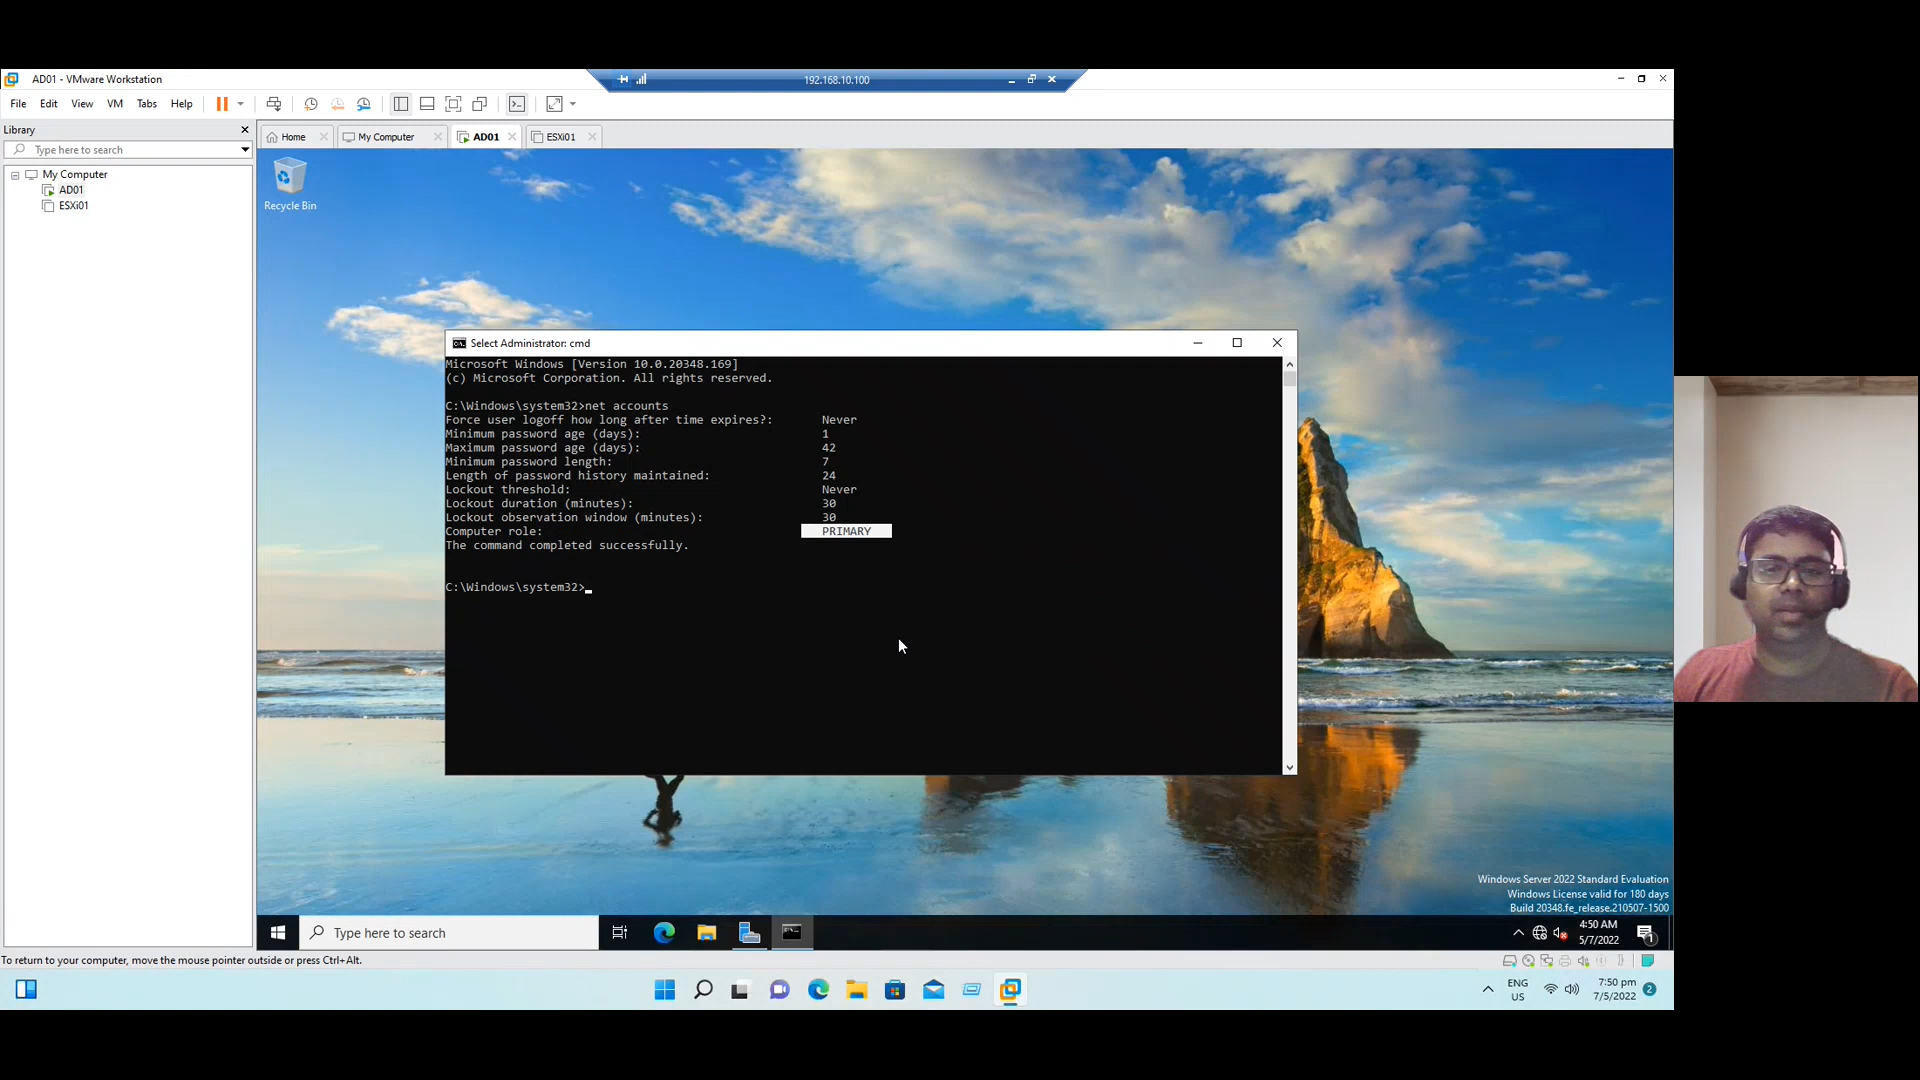 AD01 - VMware Workstation
192.168.10.100
File Edit View VM Tabs Help
Library
Type here to search
My Computer
AD01
ESXi01
Home
My Computer
AD01
ESXi01
Recycle Bin
Select Administrator: cmd
Microsoft Windows [Version 10.0.20348.169]
(c) Microsoft Corporation. All rights reserved.
C:\Windows\system32>net accounts
Force user logoff how long after time expires?: Never
Minimum password age (days): 1
Maximum password age (days): 42
Minimum password length: 7
Length of password history maintained: 24
Lockout threshold: Never
Lockout duration (minutes): 30
Lockout observation window (minutes): 30
Computer role: PRIMARY
The command completed successfully.
C:\Windows\system32>
Windows Server 2022 Standard Evaluation
Windows License valid for 180 days
Build 20348.fe_release.210507-1500
Type here to search
4:50 AM
5/7/2022
1
To return to your computer, move the mouse pointer outside or press Ctrl+Alt.
ENG
US
7:50 pm
7/5/2022
2